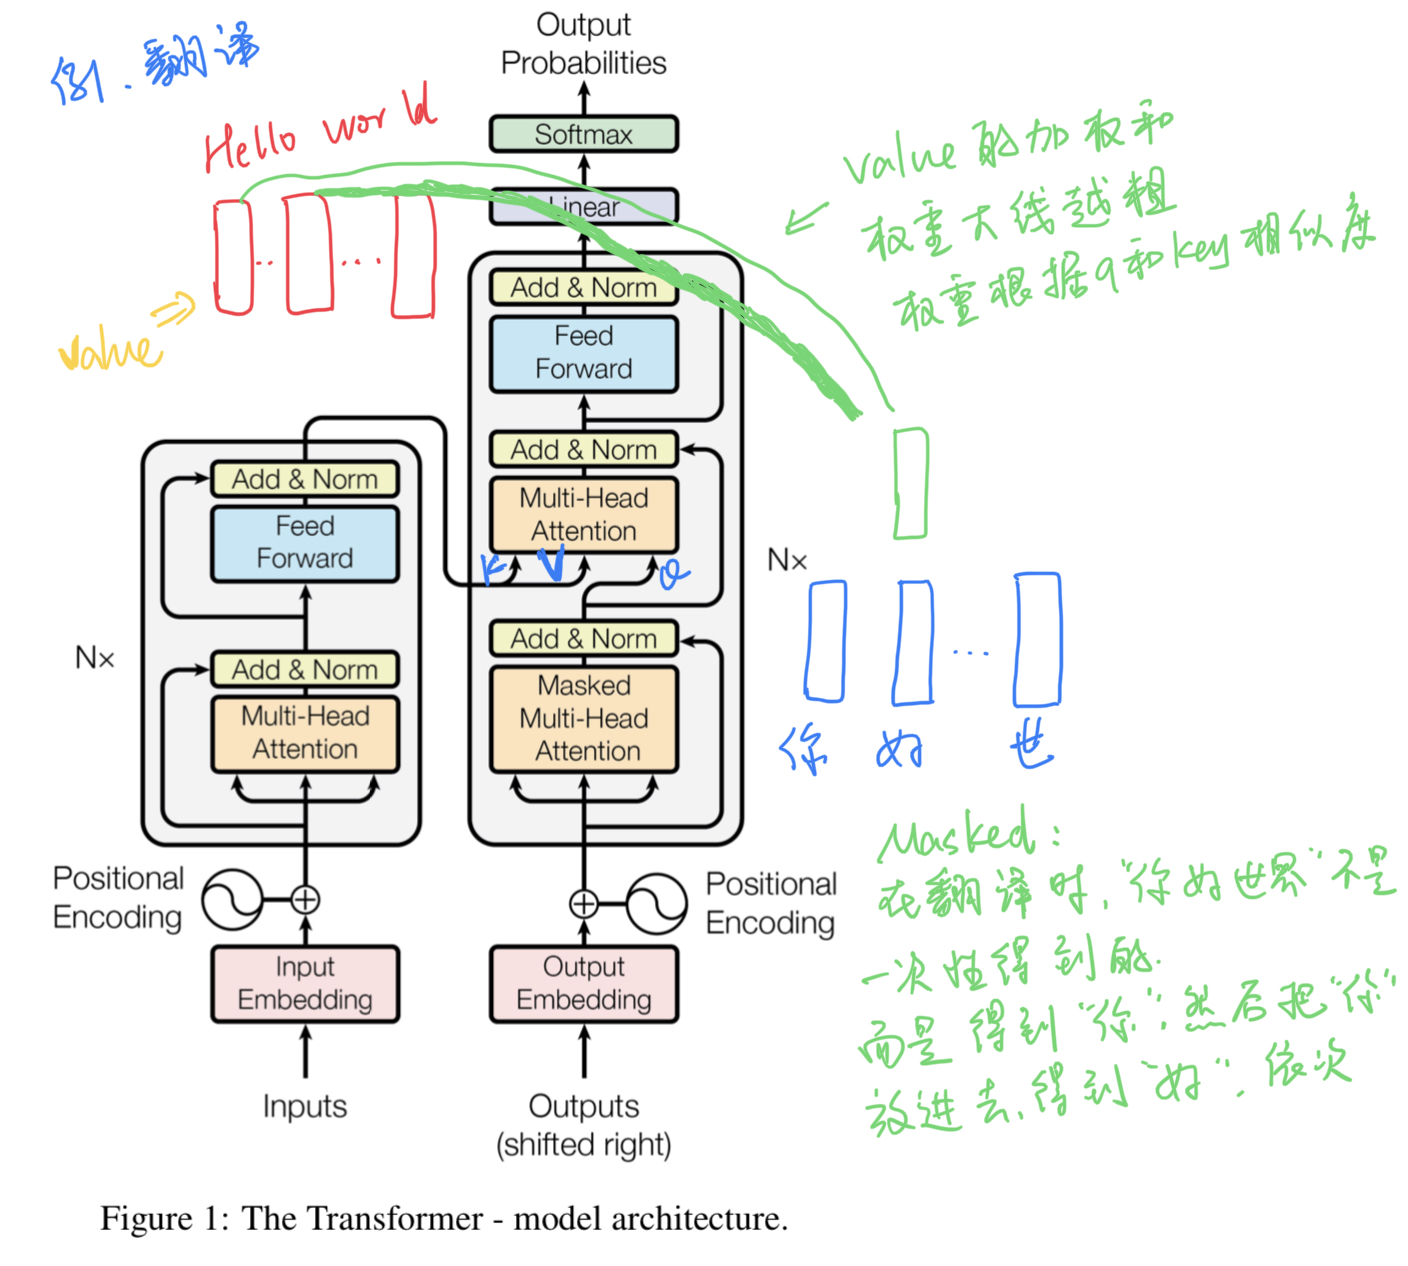 例.翻译
Hello world
value
Output
Probabilities
Softmax
Linear
Add & Norm
Feed
Forward
Add & Norm
Multi-Head
Attention
K V Q
Add & Norm
Masked
Multi-Head
Attention
Nx
Add & Norm
Feed
Forward
Add & Norm
Multi-Head
Attention
Nx
Positional
Encoding
Positional
Encoding
Input
Embedding
Output
Embedding
Inputs
Outputs
(shifted right)
value的加权和
权重大线越粗
权重根据q和key相似度
你 好 世
Masked:
在翻译时,"你好世界"不是
一次性得到的.
而是得到"你",然后把"你"
放进去,得到"好",依次
Figure 1: The Transformer - model architecture.